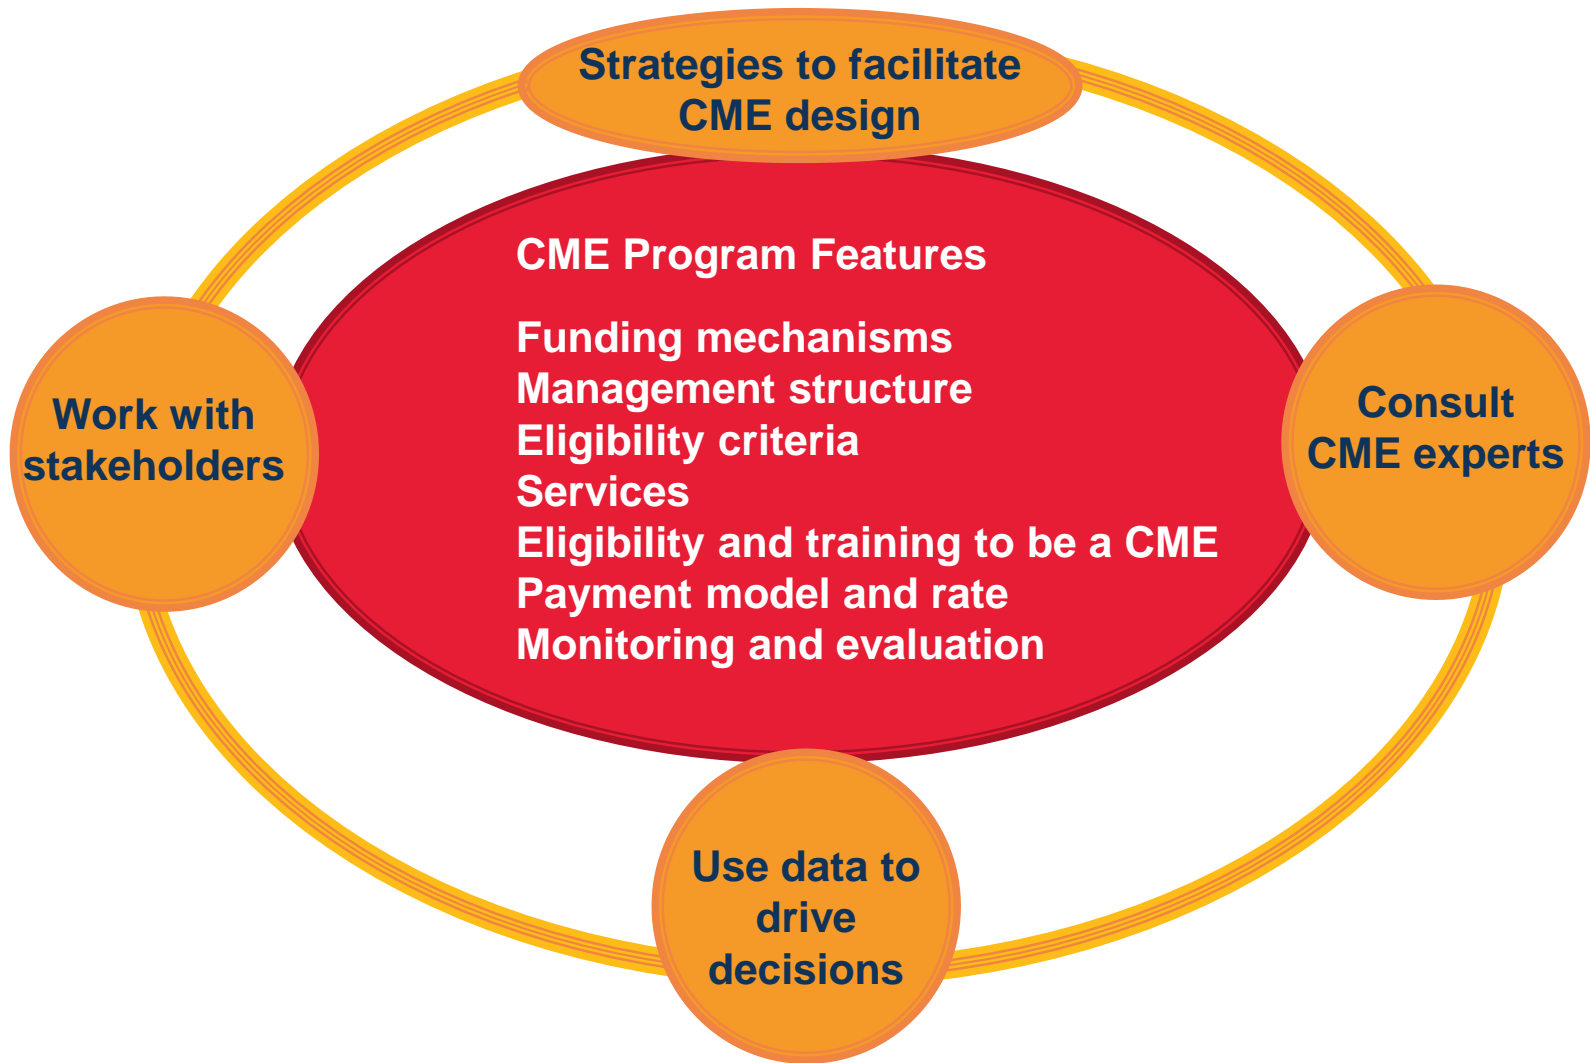 Strategies to facilitate
CME design
CME Program Features
Funding mechanisms
Management structure
Eligibility criteria
Services
Eligibility and training to be a CME
Payment model and rate
Monitoring and evaluation
Work with
stakeholders
Consult
CME experts
Use data to
drive
decisions